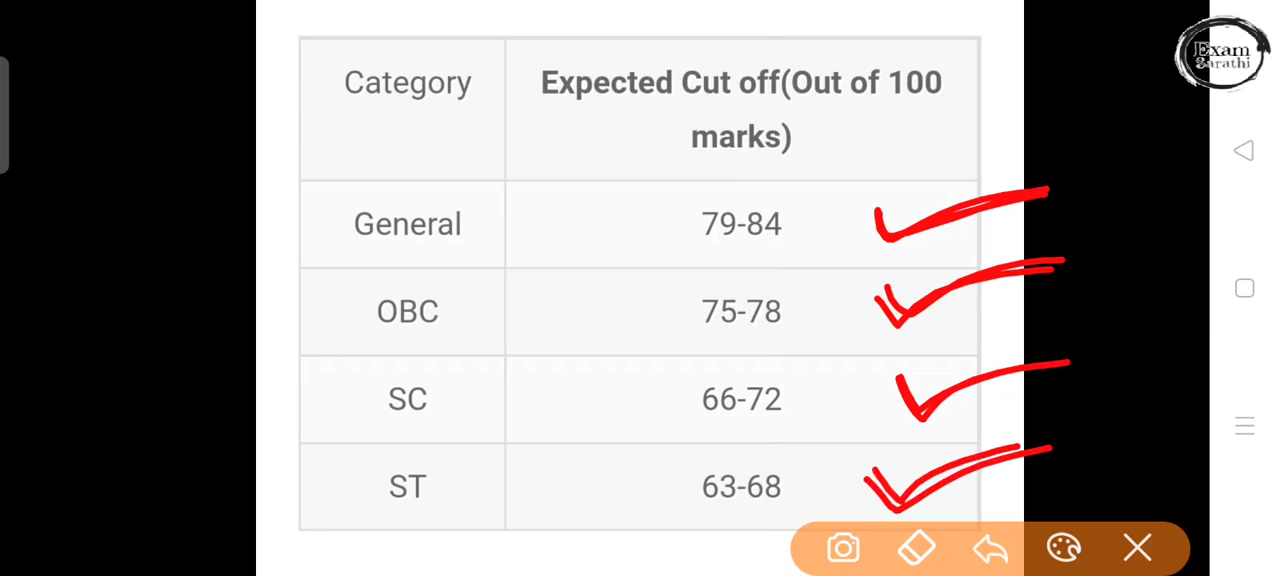 Exam
Sarathi
Category
Expected Cut off(Out of 100
marks)
General
79-84
OBC
75-78
SC
66-72
ST
63-68